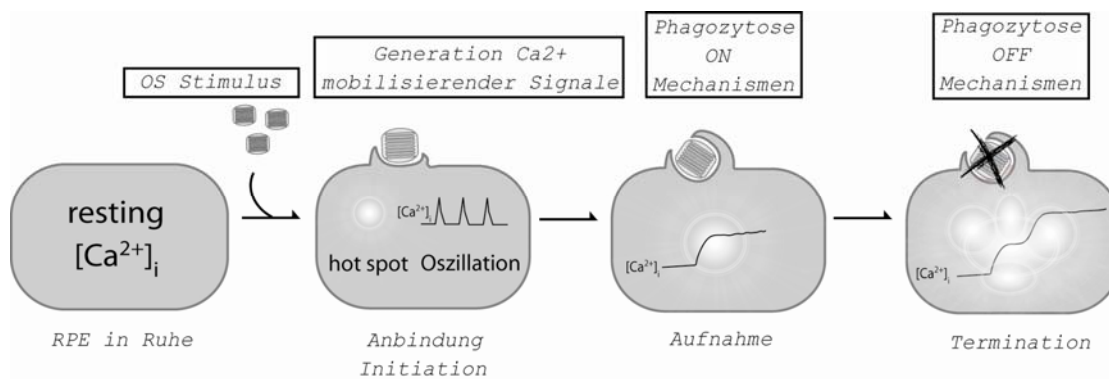 OS Stimulus
Generation Ca2+
mobilisierender Signale
Phagozytose
ON
Mechanismen
Phagozytose
OFF
Mechanismen
resting
[Ca²⁺]ᵢ
[Ca²⁺]ᵢ
hot spot Oszillation
[Ca²⁺]ᵢ
[Ca²⁺]ᵢ
RPE in Ruhe
Anbindung
Initiation
Aufnahme
Termination